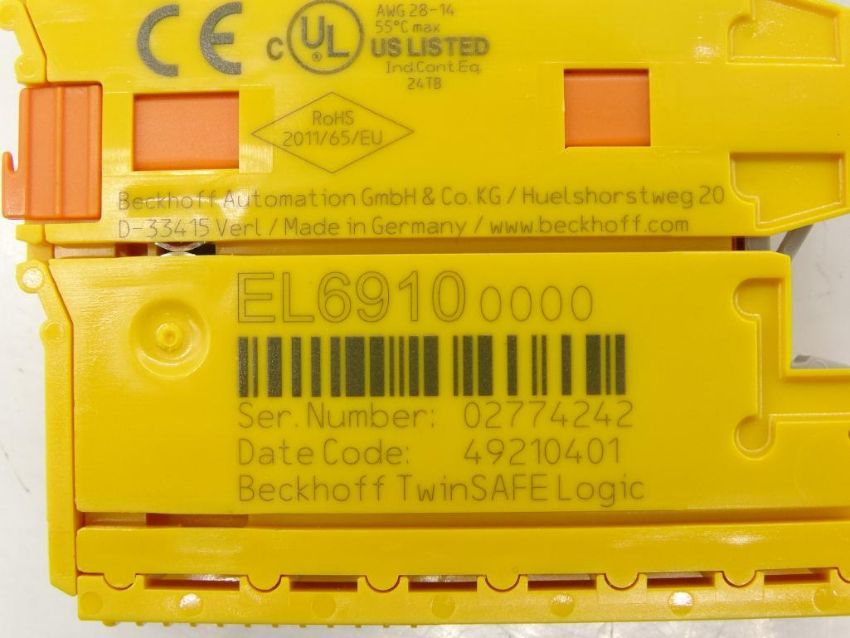 CE
C UL US LISTED
AWG 28-14
55°C max
Ind.Cont.Eq.
24TB
RoHS
2011/65/EU
Beckhoff Automation GmbH & Co. KG / Huelshorstweg 20
D-33415 Verl / Made in Germany / www.beckhoff.com
EL6910 0000
Ser. Number: 02774242
Date Code: 49210401
Beckhoff TwinSAFE Logic